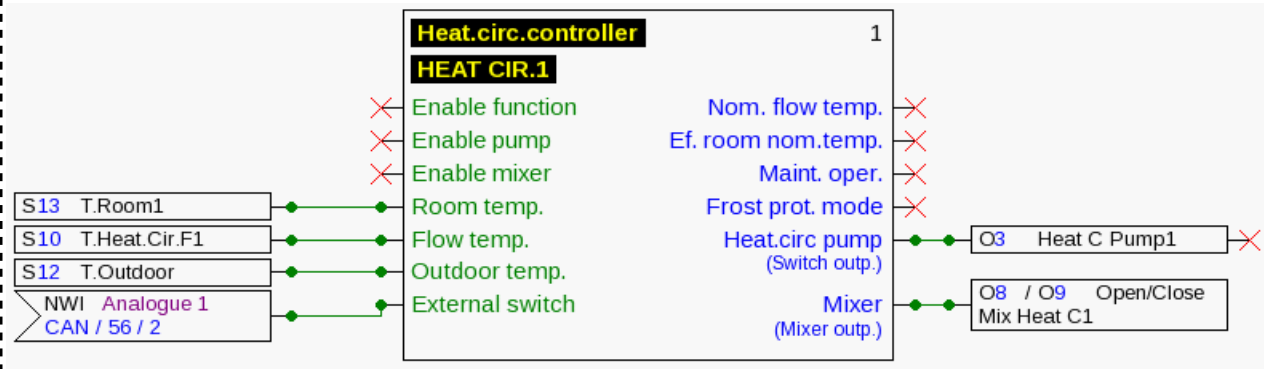 Heat.circ.controller 1
HEAT CIR.1
Enable function Nom. flow temp.
Enable pump Ef. room nom.temp.
Enable mixer Maint. oper.
S13 T.Room1 Room temp. Frost prot. mode
S10 T.Heat.Cir.F1 Flow temp. Heat.circ pump O3 Heat C Pump1
(Switch outp.)
S12 T.Outdoor Outdoor temp.
NWI Analogue 1 External switch Mixer O8 / O9 Open/Close
CAN / 56 / 2 (Mixer outp.) Mix Heat C1